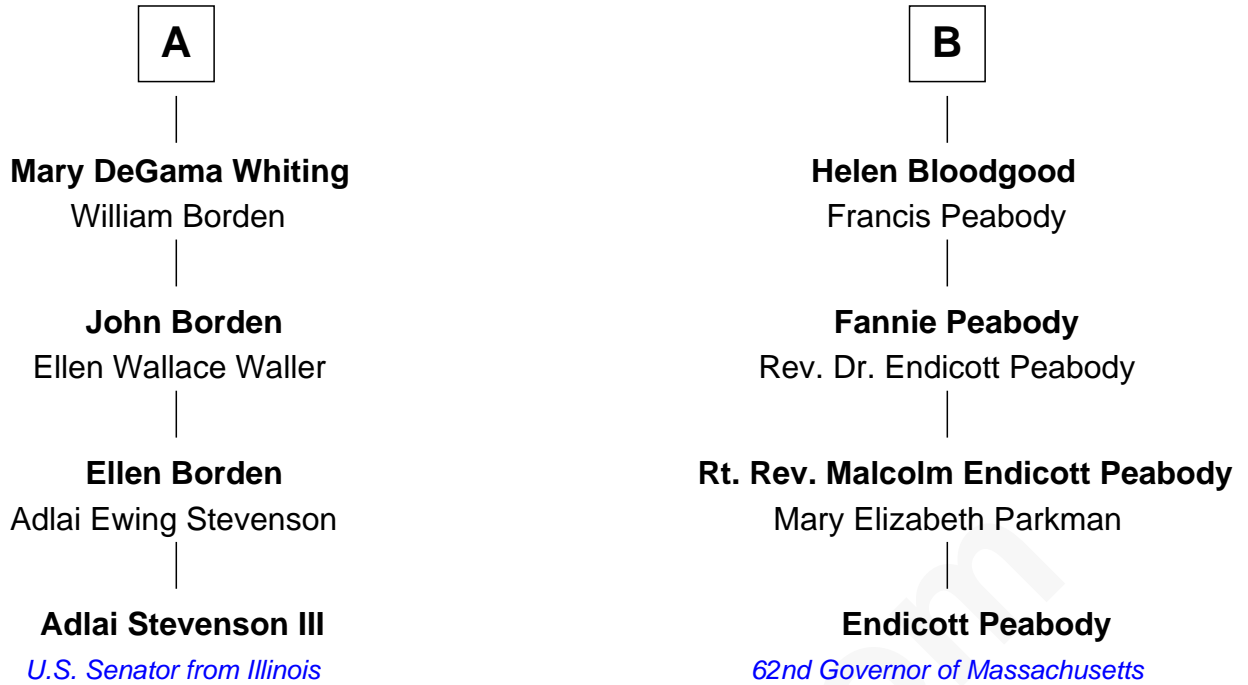 A
Mary DeGama Whiting
William Borden
John Borden
Ellen Wallace Waller
Ellen Borden
Adlai Ewing Stevenson
Adlai Stevenson III
U.S. Senator from Illinois
B
Helen Bloodgood
Francis Peabody
Fannie Peabody
Rev. Dr. Endicott Peabody
Rt. Rev. Malcolm Endicott Peabody
Mary Elizabeth Parkman
Endicott Peabody
62nd Governor of Massachusetts